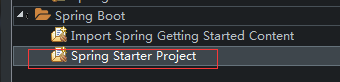 Spring Boot
Import Spring Getting Started Content
Spring Starter Project